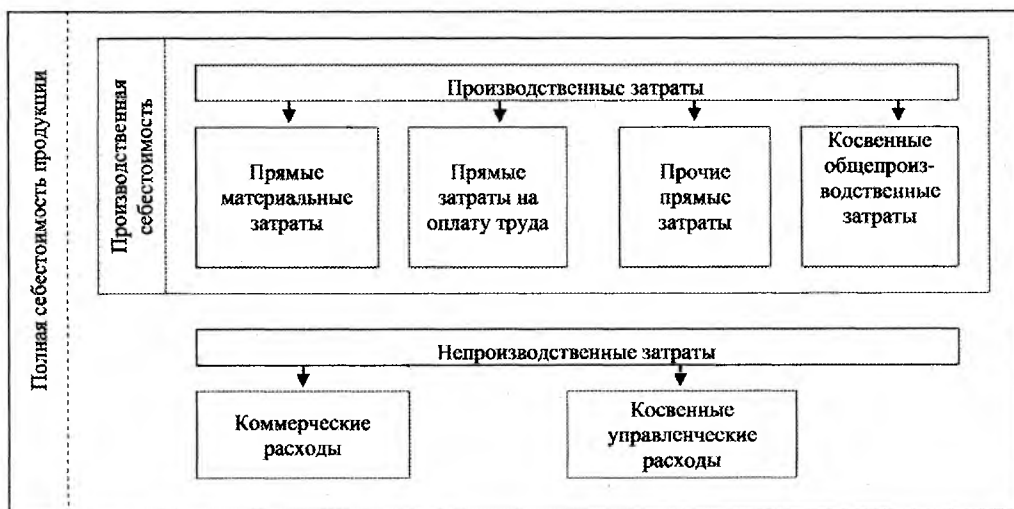 Полная себестоимость продукции
Производственная
себестоимость
Производственные затраты
Прямые
материальные
затраты
Прямые
затраты на
оплату труда
Прочие
прямые
затраты
Косвенные
общепроиз-
водственные
затраты
Непроизводственные затраты
Коммерческие
расходы
Косвенные
управленческие
расходы